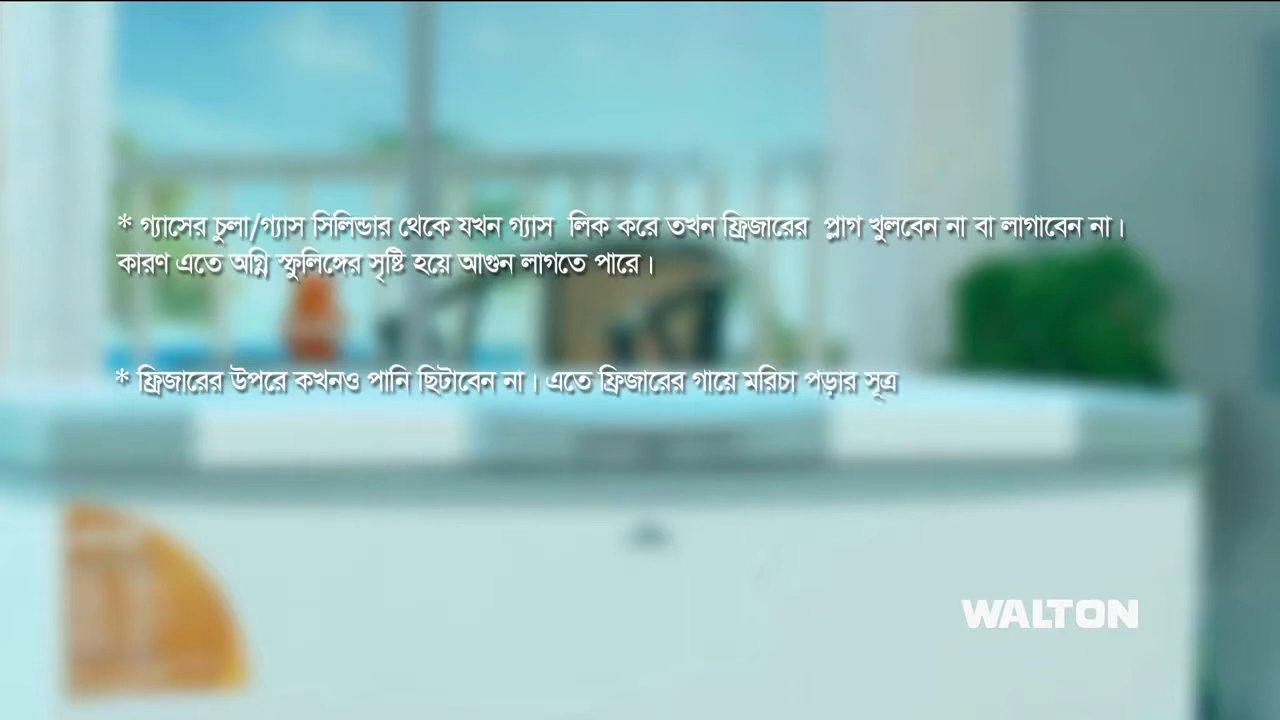 * গ্যাসের চুলা/গ্যাস সিলিন্ডার থেকে যখন গ্যাস লিক করে তখন ফ্রিজারের প্লাগ খুলবেন না বা লাগাবেন না।
কারণ এতে অগ্নি স্ফুলিঙ্গের সৃষ্টি হয়ে আগুন লাগতে পারে।
* ফ্রিজারের উপরে কখনও পানি ছিটাবেন না। এতে ফ্রিজারের গায়ে মরিচা পড়ার সূত্র
WALTON